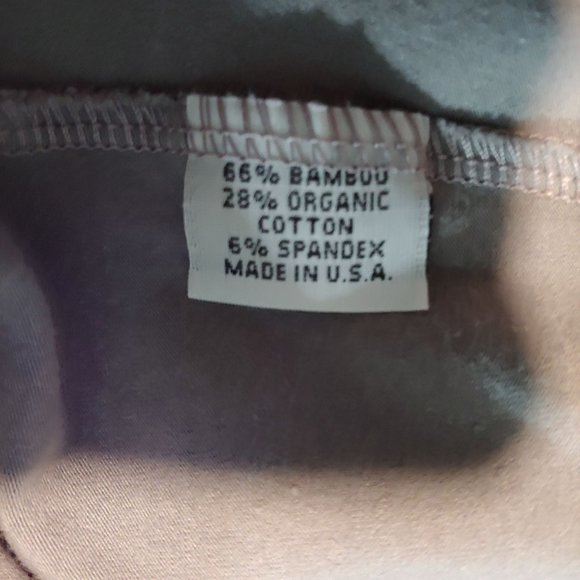 66% BAMBOO
28% ORGANIC
COTTON
6% SPANDEX
MADE IN U.S.A.